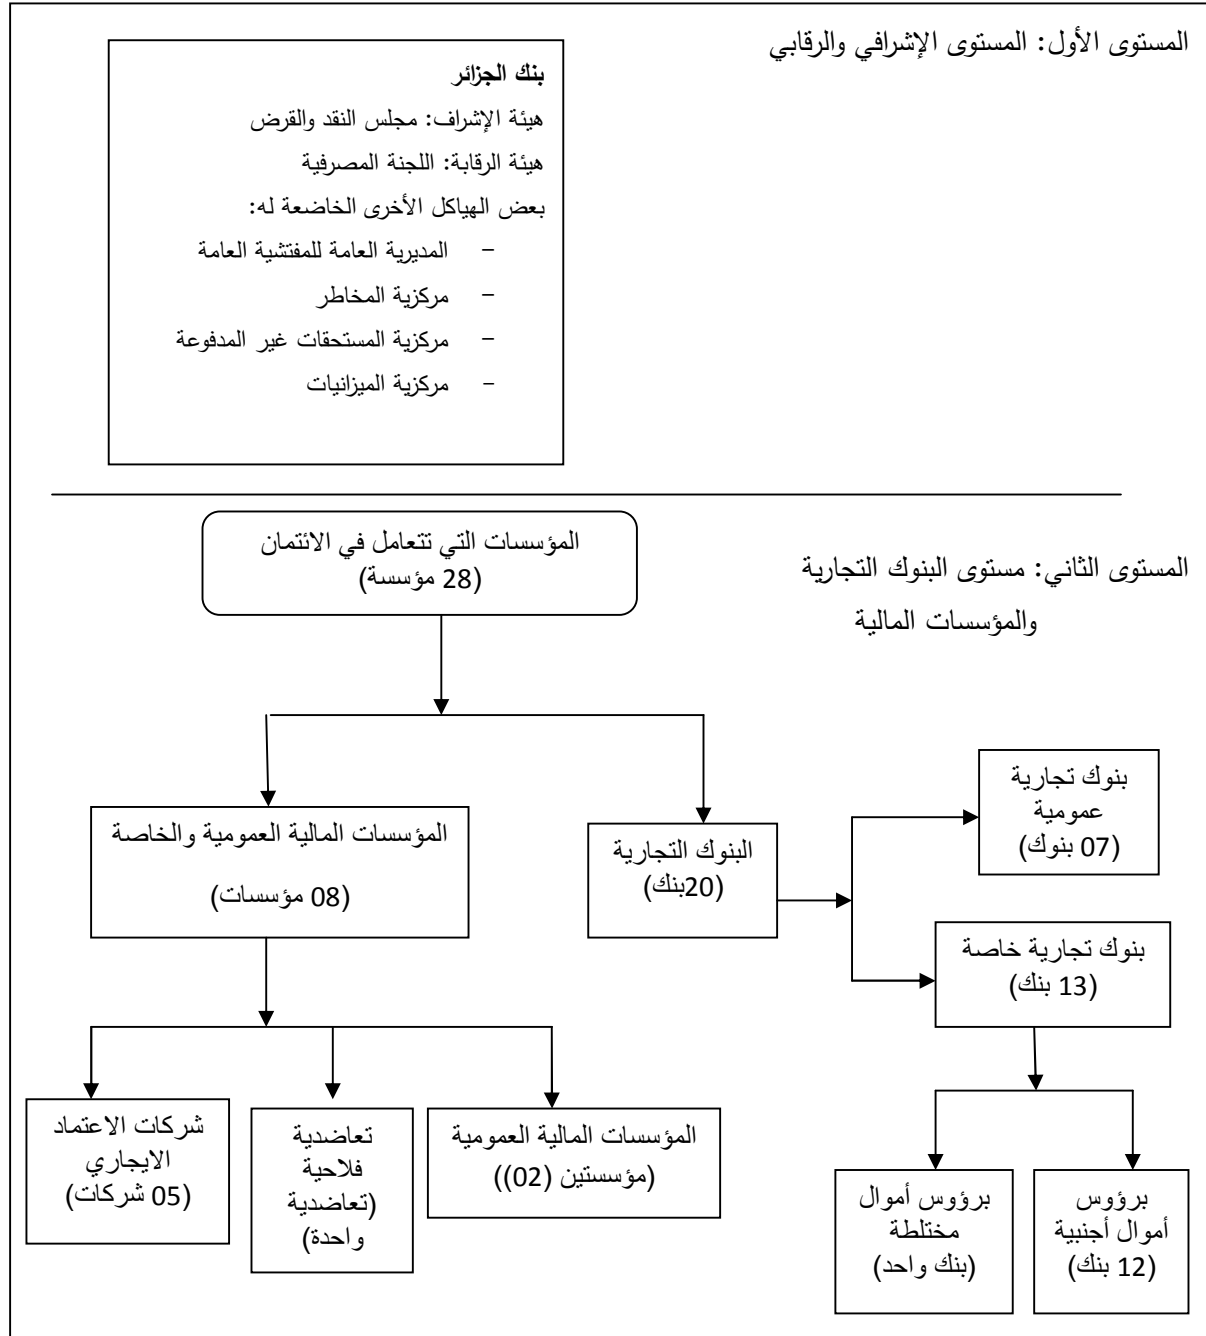 المستوى الأول: المستوى الإشرافي والرقابي
بنك الجزائر
هيئة الإشراف: مجلس النقد والقرض
هيئة الرقابة: اللجنة المصرفية
بعض الهياكل الأخرى الخاضعة له:
- المديرية العامة للمفتشية العامة
- مركزية المخاطر
- مركزية المستحقات غير المدفوعة
- مركزية الميزانيات
المؤسسات التي تتعامل في الائتمان
(28 مؤسسة)
المستوى الثاني: مستوى البنوك التجارية
والمؤسسات المالية
بنوك تجارية
عمومية
(07 بنوك)
البنوك التجارية
(20بنك)
المؤسسات المالية العمومية والخاصة
(08 مؤسسات)
بنوك تجارية خاصة
(13 بنك)
برؤوس
أموال أجنبية
(12 بنك)
برؤوس أموال
مختلطة
(بنك واحد)
المؤسسات المالية العمومية
(مؤسستين (02))
تعاضدية
فلاحية
(تعاضدية
واحدة)
شركات الاعتماد
الايجاري
(05 شركات)